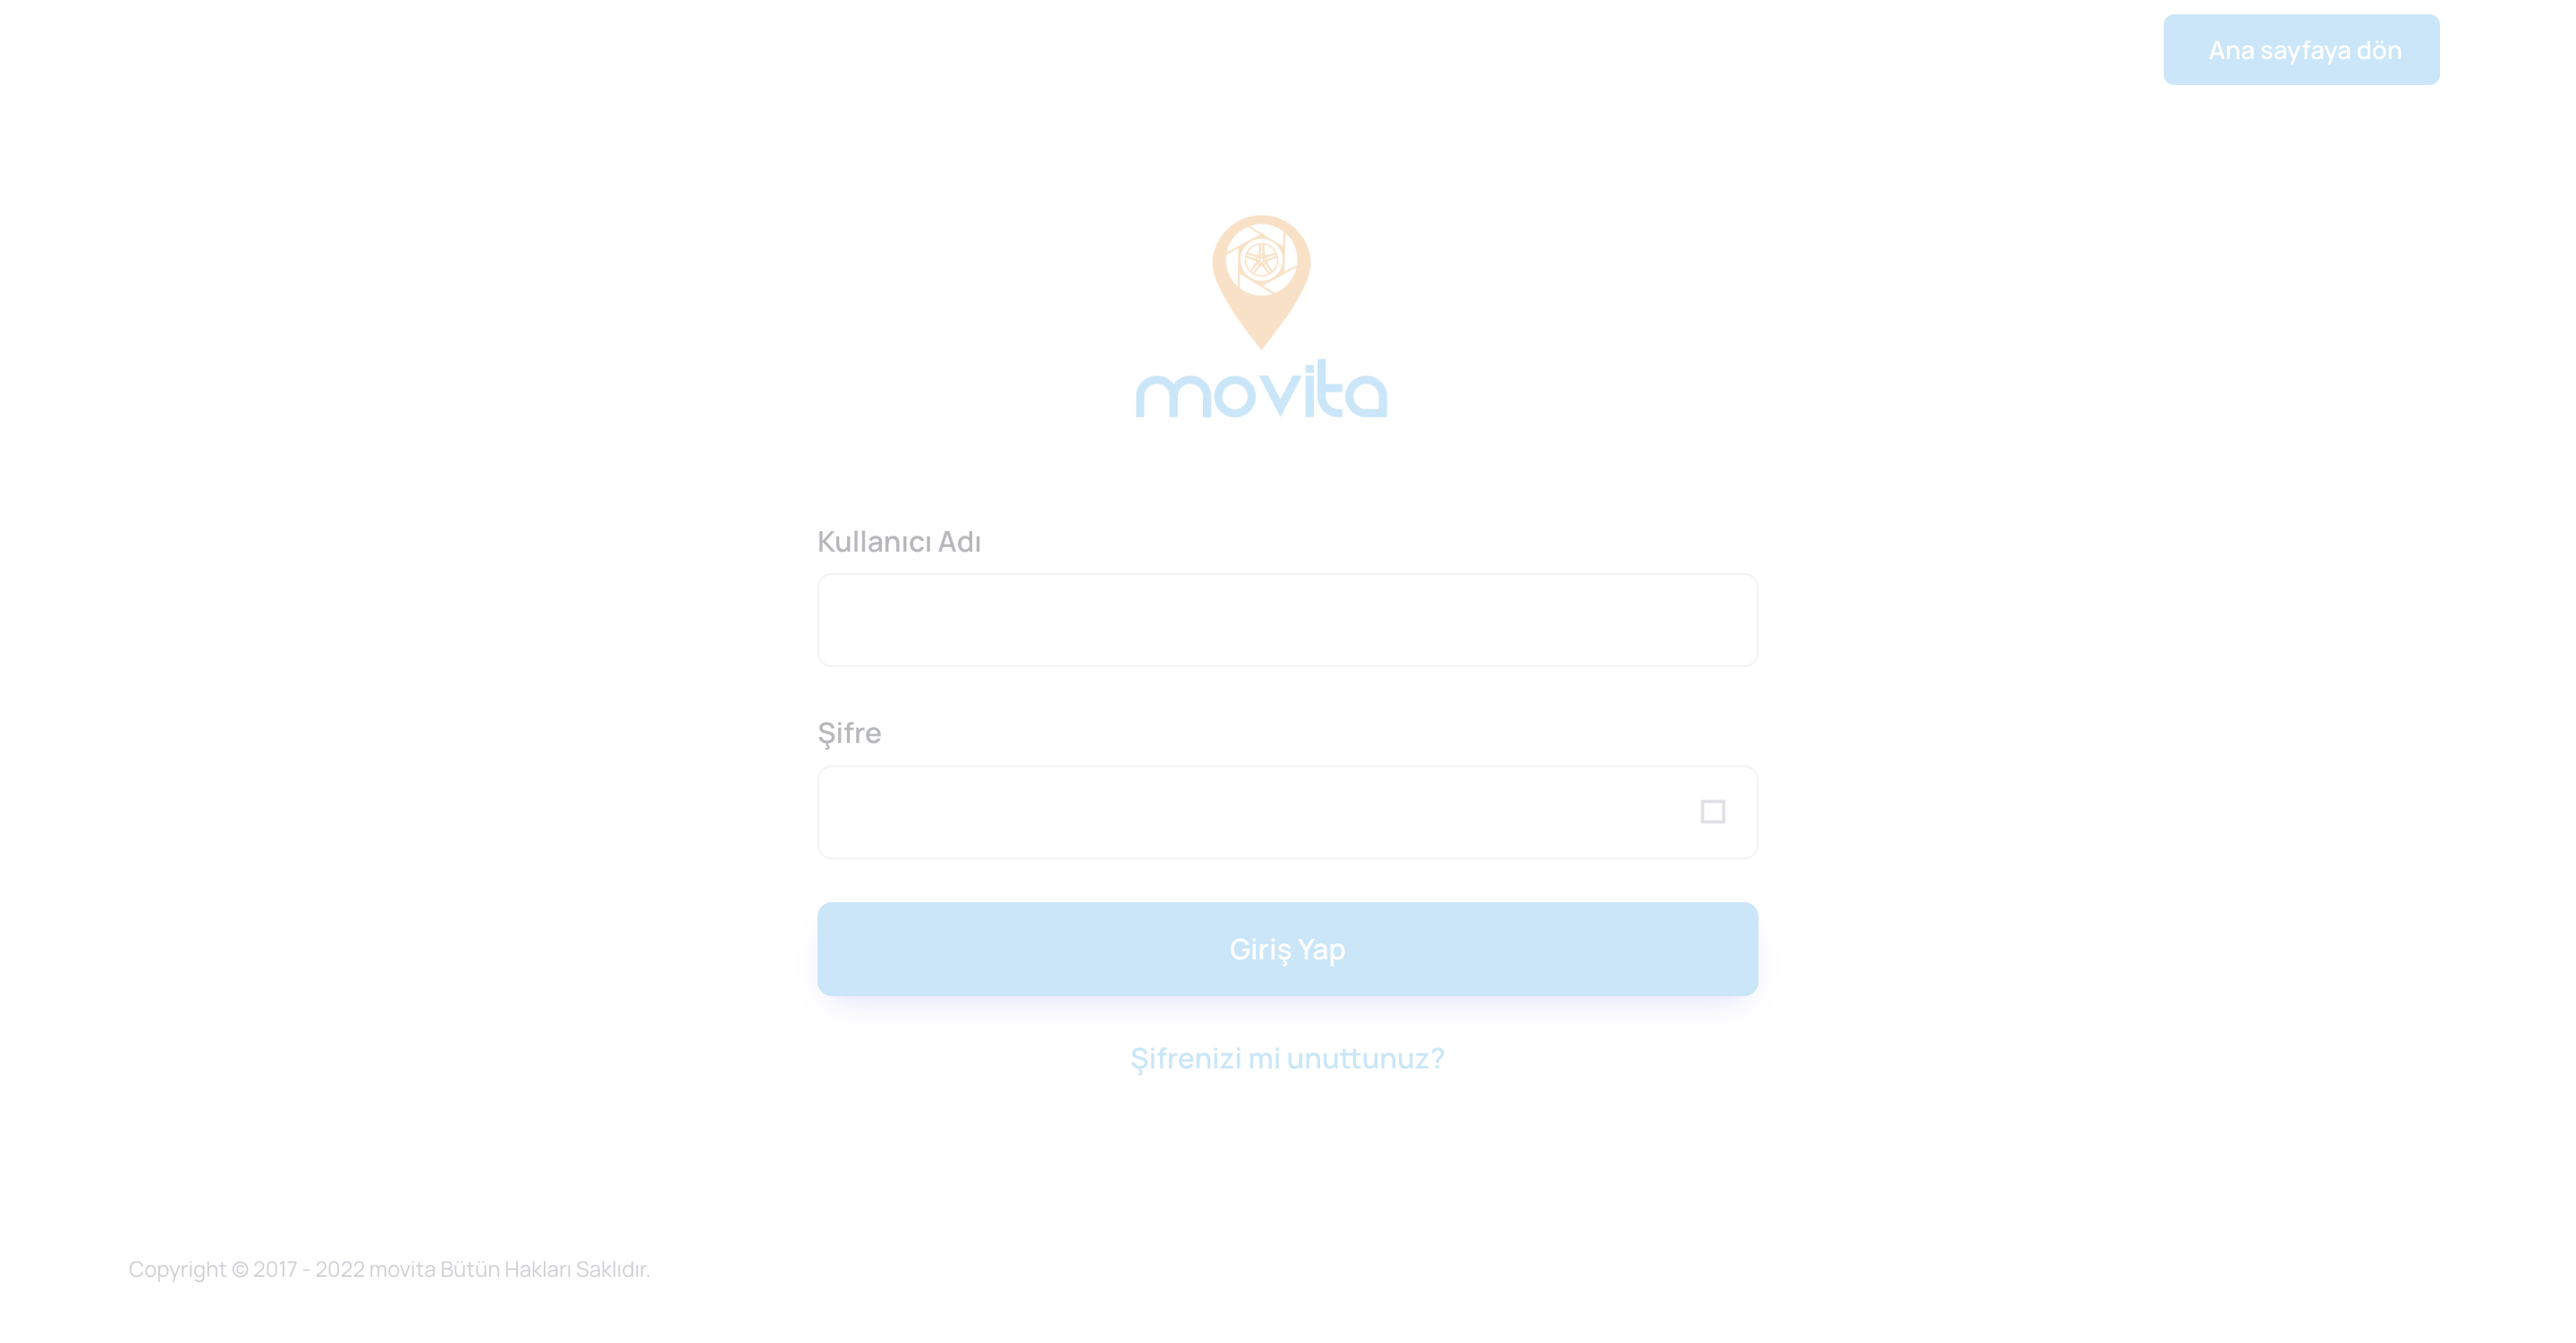 Ana sayfaya dön
movita
Kullanıcı Adı
Şifre
Giriş Yap
Şifrenizi mi unuttunuz?
Copyright © 2017 - 2022 movita Bütün Hakları Saklıdır.